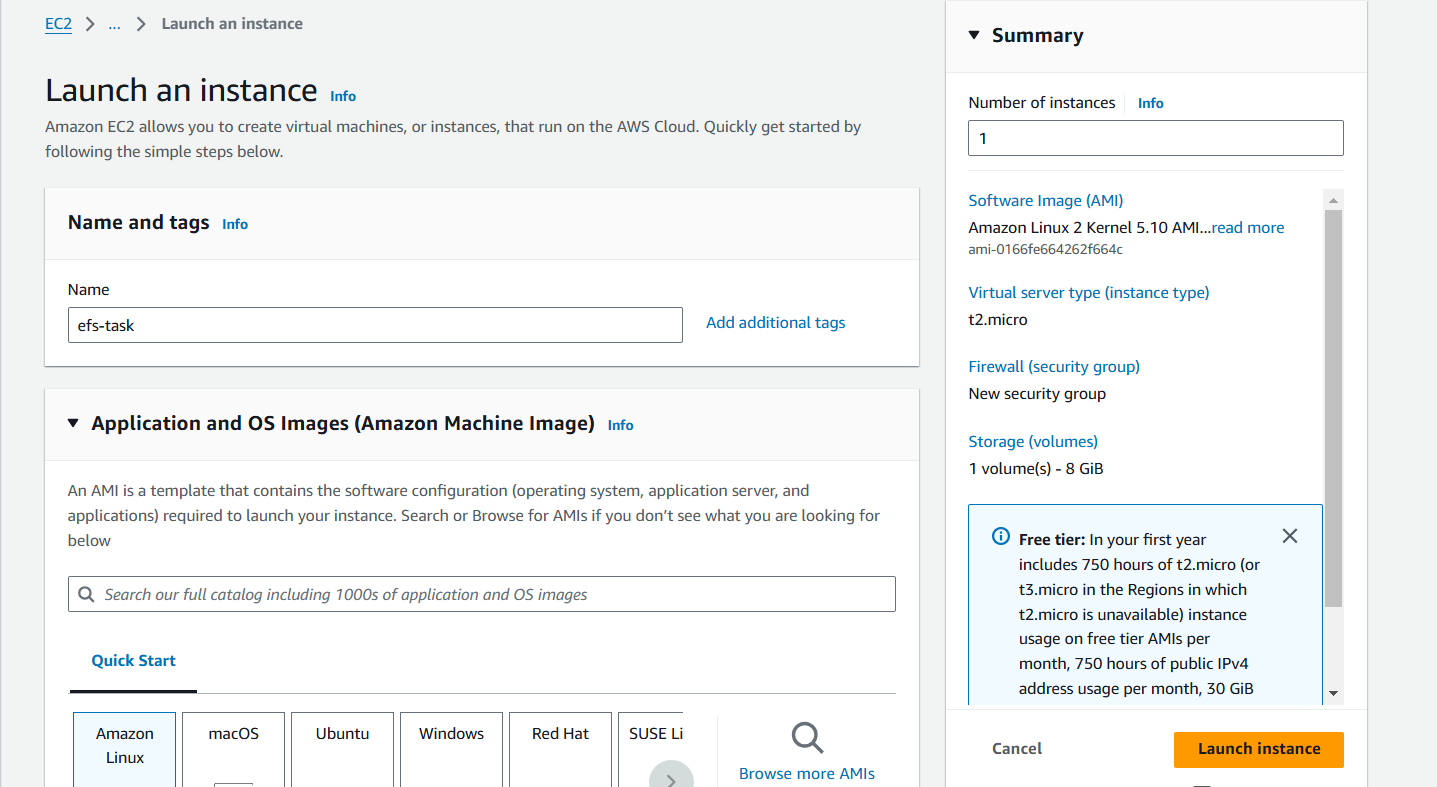 EC2 > ... > Launch an instance
Launch an instance Info
Amazon EC2 allows you to create virtual machines, or instances, that run on the AWS Cloud. Quickly get started by
following the simple steps below.
Name and tags Info
Name
efs-task
Add additional tags
Application and OS Images (Amazon Machine Image) Info
An AMI is a template that contains the software configuration (operating system, application server, and
applications) required to launch your instance. Search or Browse for AMIs if you don’t see what you are looking for
below
Search our full catalog including 1000s of application and OS images
Quick Start
Amazon
Linux
macOS
Ubuntu
Windows
Red Hat
SUSE Li
Browse more AMIs
Summary
Number of instances Info
1
Software Image (AMI)
Amazon Linux 2 Kernel 5.10 AMI...read more
ami-0166fe664262f664c
Virtual server type (instance type)
t2.micro
Firewall (security group)
New security group
Storage (volumes)
1 volume(s) - 8 GiB
Free tier: In your first year
includes 750 hours of t2.micro (or
t3.micro in the Regions in which
t2.micro is unavailable) instance
usage on free tier AMIs per
month, 750 hours of public IPv4
address usage per month, 30 GiB
Cancel
Launch instance